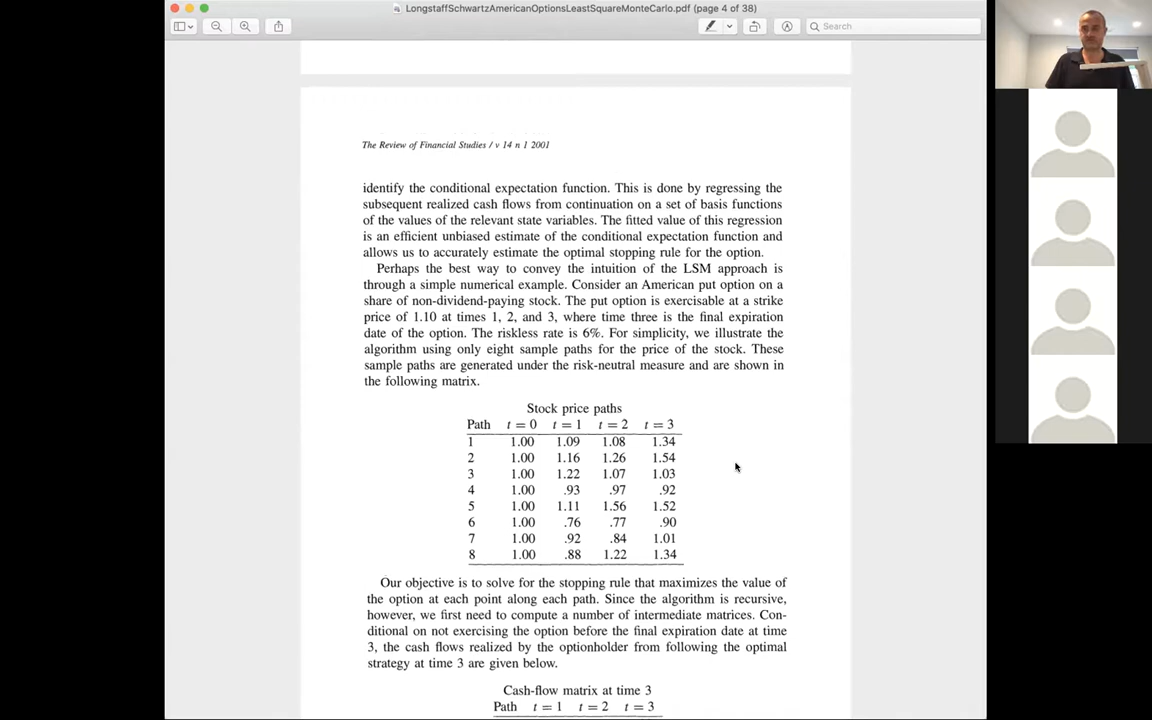 LongstaffSchwartzAmericanOptionsLeastSquareMonteCarlo.pdf (page 4 of 38)
Search
The Review of Financial Studies / v 14 n 1 2001
identify the conditional expectation function. This is done by regressing the
subsequent realized cash flows from continuation on a set of basis functions
of the values of the relevant state variables. The fitted value of this regression
is an efficient unbiased estimate of the conditional expectation function and
allows us to accurately estimate the optimal stopping rule for the option.
Perhaps the best way to convey the intuition of the LSM approach is
through a simple numerical example. Consider an American put option on a
share of non-dividend-paying stock. The put option is exercisable at a strike
price of 1.10 at times 1, 2, and 3, where time three is the final expiration
date of the option. The riskless rate is 6%. For simplicity, we illustrate the
algorithm using only eight sample paths for the price of the stock. These
sample paths are generated under the risk-neutral measure and are shown in
the following matrix.
Stock price paths
Path t = 0 t = 1 t = 2 t = 3
1 1.00 1.09 1.08 1.34
2 1.00 1.16 1.26 1.54
3 1.00 1.22 1.07 1.03
4 1.00 .93 .97 .92
5 1.00 1.11 1.56 1.52
6 1.00 .76 .77 .90
7 1.00 .92 .84 1.01
8 1.00 .88 1.22 1.34
Our objective is to solve for the stopping rule that maximizes the value of
the option at each point along each path. Since the algorithm is recursive,
however, we first need to compute a number of intermediate matrices. Con-
ditional on not exercising the option before the final expiration date at time
3, the cash flows realized by the optionholder from following the optimal
strategy at time 3 are given below.
Cash-flow matrix at time 3
Path t = 1 t = 2 t = 3